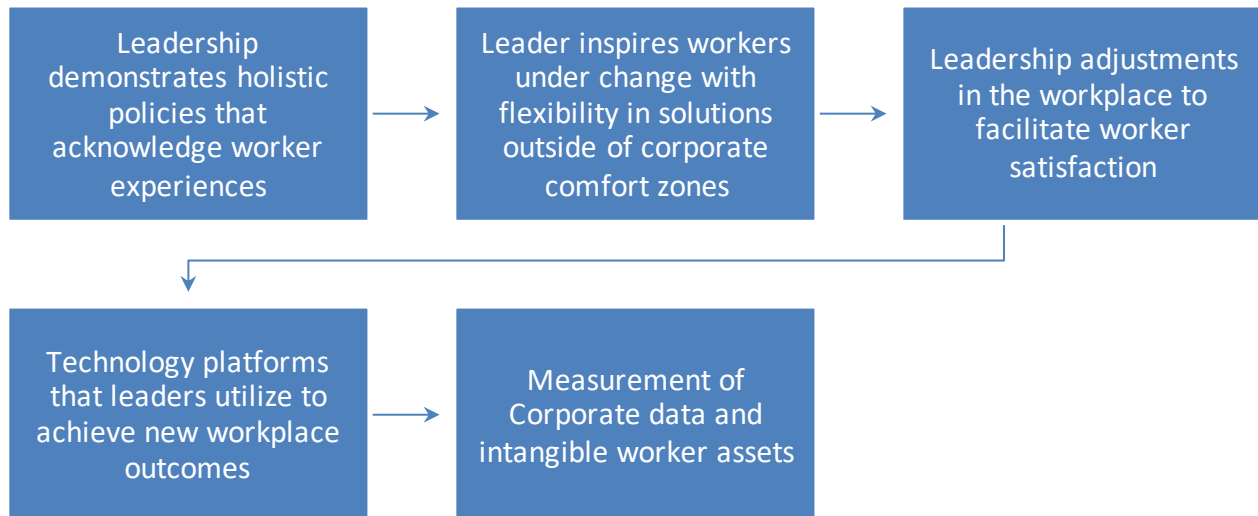 Leadership
demonstrates holistic
policies that
acknowledge worker
experiences
Leader inspires workers
under change with
flexibility in solutions
outside of corporate
comfort zones
Leadership adjustments
in the workplace to
facilitate worker
satisfaction
Technology platforms
that leaders utilize to
achieve new workplace
outcomes
Measurement of
Corporate data and
intangible worker assets